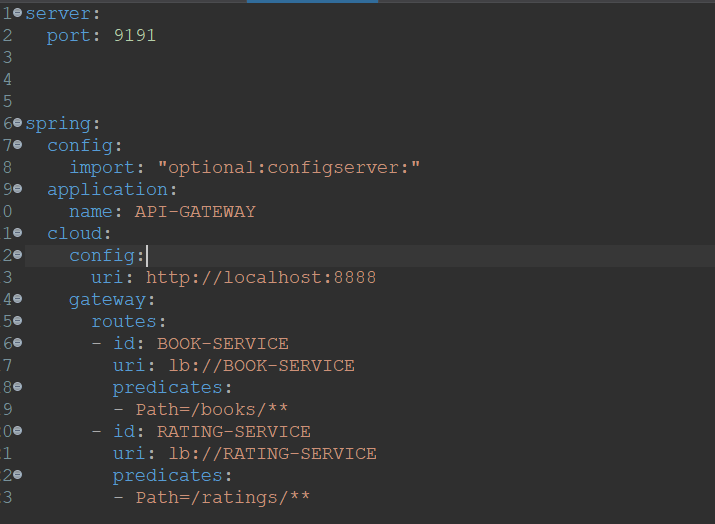 1 server:
2   port: 9191
3
4
5
6 spring:
7   config:
8     import: "optional:configserver:"
9   application:
0     name: API-GATEWAY
1   cloud:
2     config:
3       uri: http://localhost:8888
4     gateway:
5       routes:
6       - id: BOOK-SERVICE
7         uri: lb://BOOK-SERVICE
8         predicates:
9         - Path=/books/**
0       - id: RATING-SERVICE
1         uri: lb://RATING-SERVICE
2         predicates:
3         - Path=/ratings/**